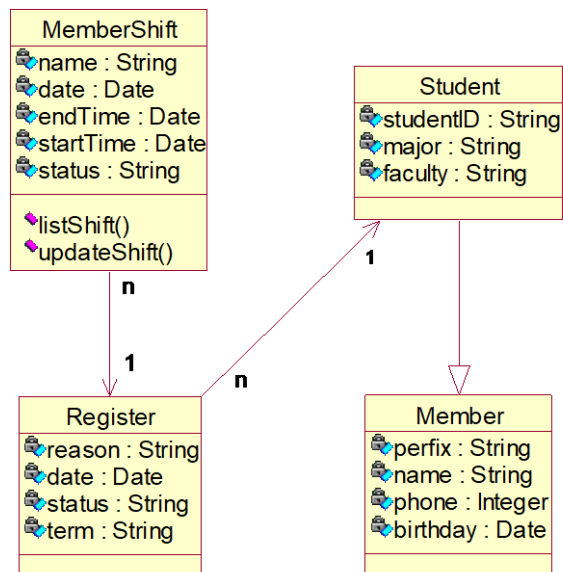 MemberShift
name : String
date : Date
endTime : Date
startTime : Date
status : String
listShift()
updateShift()
Student
studentID : String
major : String
faculty : String
n
1
1
n
Register
reason : String
date : Date
status : String
term : String
Member
perfix : String
name : String
phone : Integer
birthday : Date